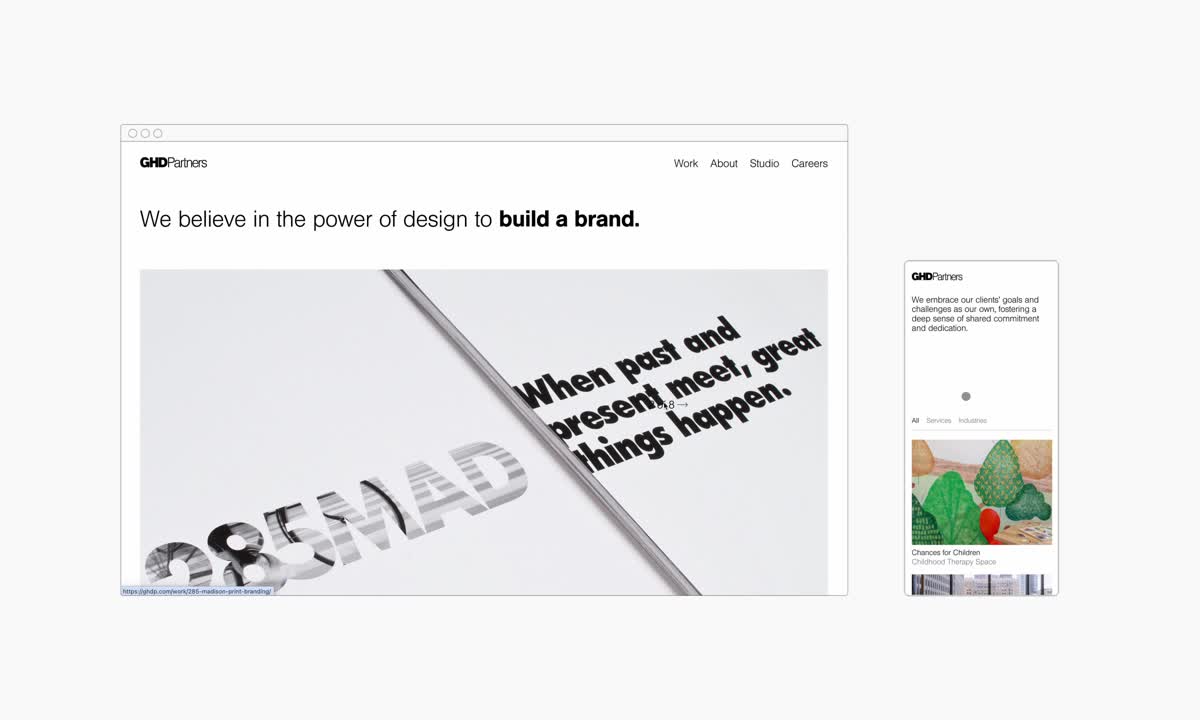 GHDPartners
Work About Studio Careers
We believe in the power of design to build a brand.
When past and
present meet, great
things happen.
285MAD
https://ghdp.com/work/285-madison-print-branding/
GHDPartners
We embrace our clients' goals and
challenges as our own, fostering a
deep sense of shared commitment
and dedication.
All Services Industries
Chances for Children
Childhood Therapy Space